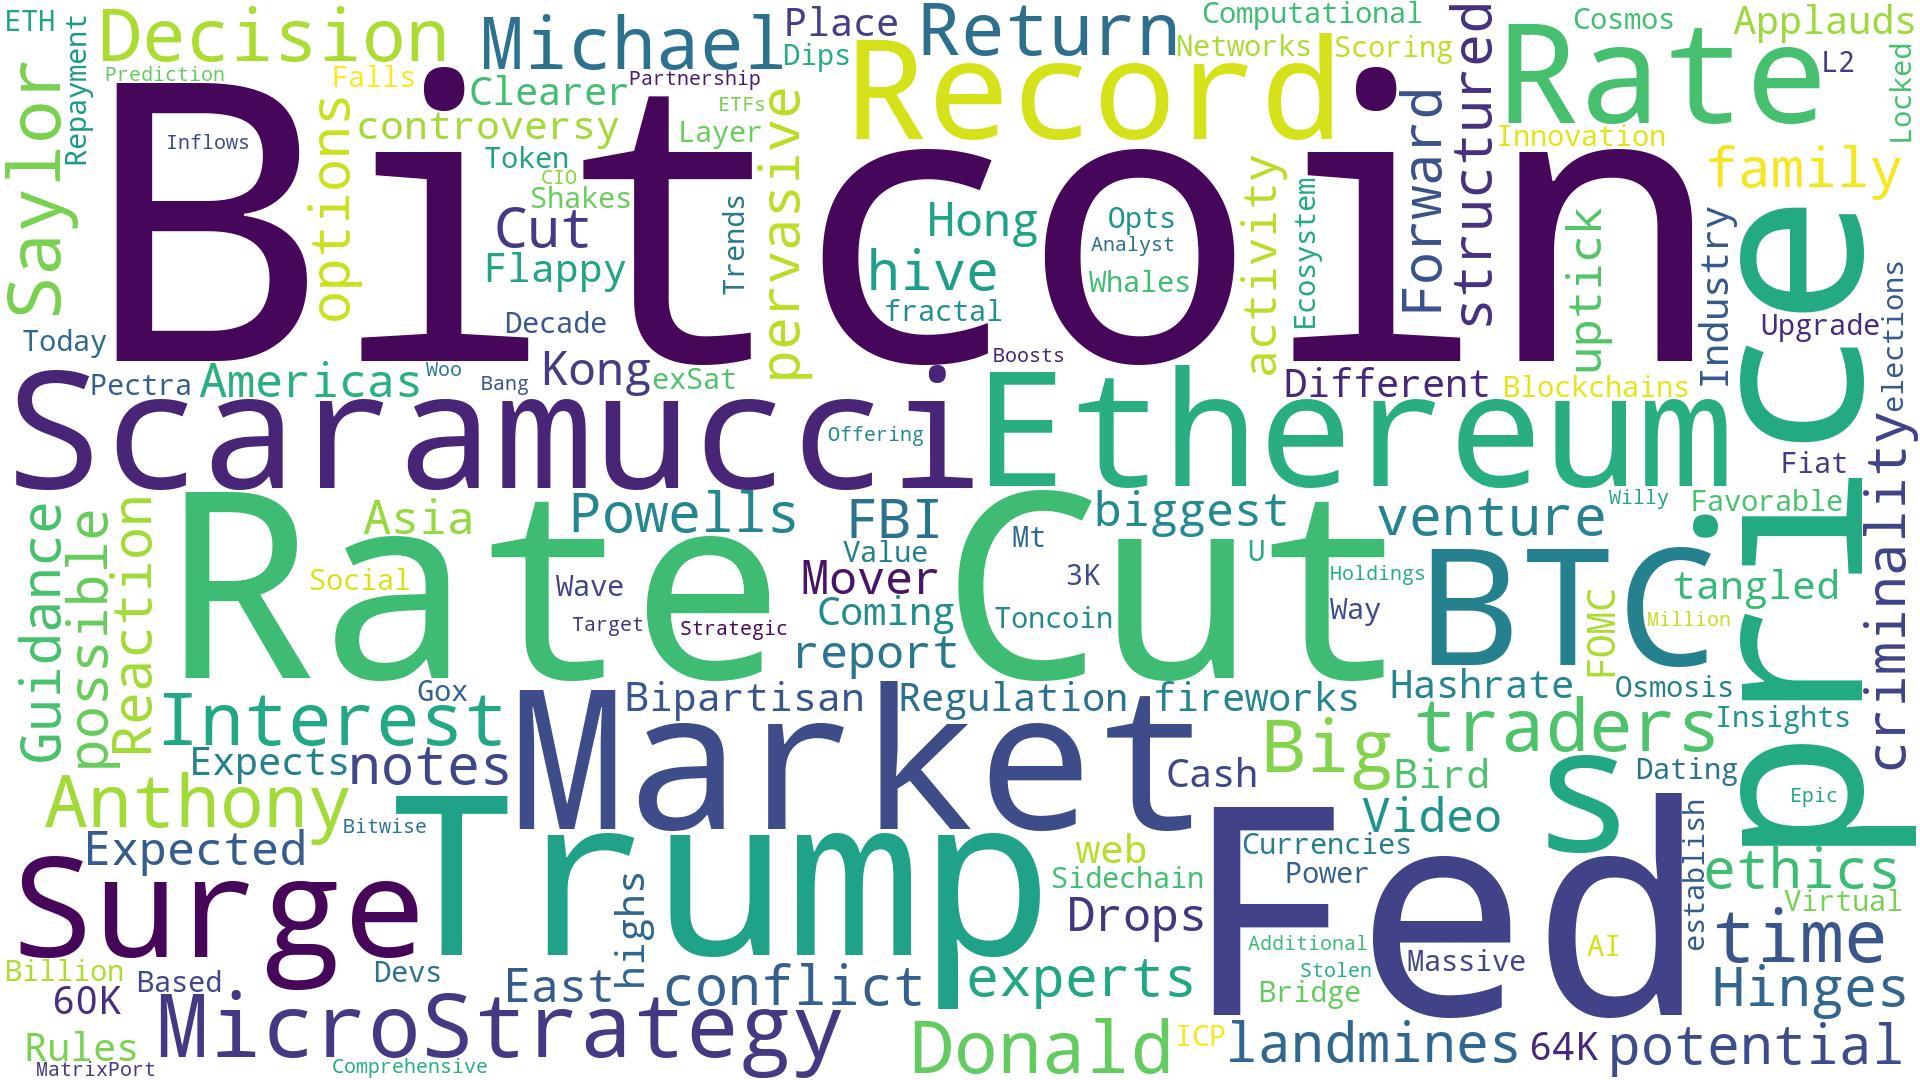 ETH
Repayment
Decision
Michael
Place
Return
Computational
Cosmos
Applauds
Prediction
Falls
Clearer
Partnership
Dips
Record
Networks
Scoring
structured
Rate
L2
Locked
Saylor
Bitcoin
Inflows
options
controversy
ETFs
Layer
pervasive
Innovation
family
Token
CIO
Shakes
Cut
Flappy
Trends
Hong
hive
fractal
Opts
Analyst
Whales
activity
Ecosystem
Forward
uptick
Industry
price
elections
Upgrade
Today
Decade
Boosts
Pectra
Americas
Woo
Bang
Kong
exSat
Different
Blockchains
Scaramucci
Offering
Ethereum
Fiat
criminality
Guidance
possible
Reaction
Rate Cut
Asia
Powells
FBI
Mt
biggest
U
venture
Willy
Favorable
Social
Wave
Value
Mover
3K
Holdings
BTC
tangled
Target
Strategic
Coming
Toncoin
Way
FOMC
Million
report
Gox
Bipartisan
Regulation
fireworks
Hashrate
Osmosis
Interest
Market
Big
traders
Insights
Expects
notes
Cash
Bird
s
Dating
Epic
Anthony
Bitwise
Trump
Fed
Video
establish
Expected
web
Currencies
ethics
Surge
highs
Sidechain
Power
Virtual
Drops
time
Additional
Massive
AI
Billion
Based
Devs
East
conflict
experts
Stolen
Bridge
Hinges
60K
MicroStrategy
Donald
ICP
landmines
64K
potential
Rules
MatrixPort
Comprehensive